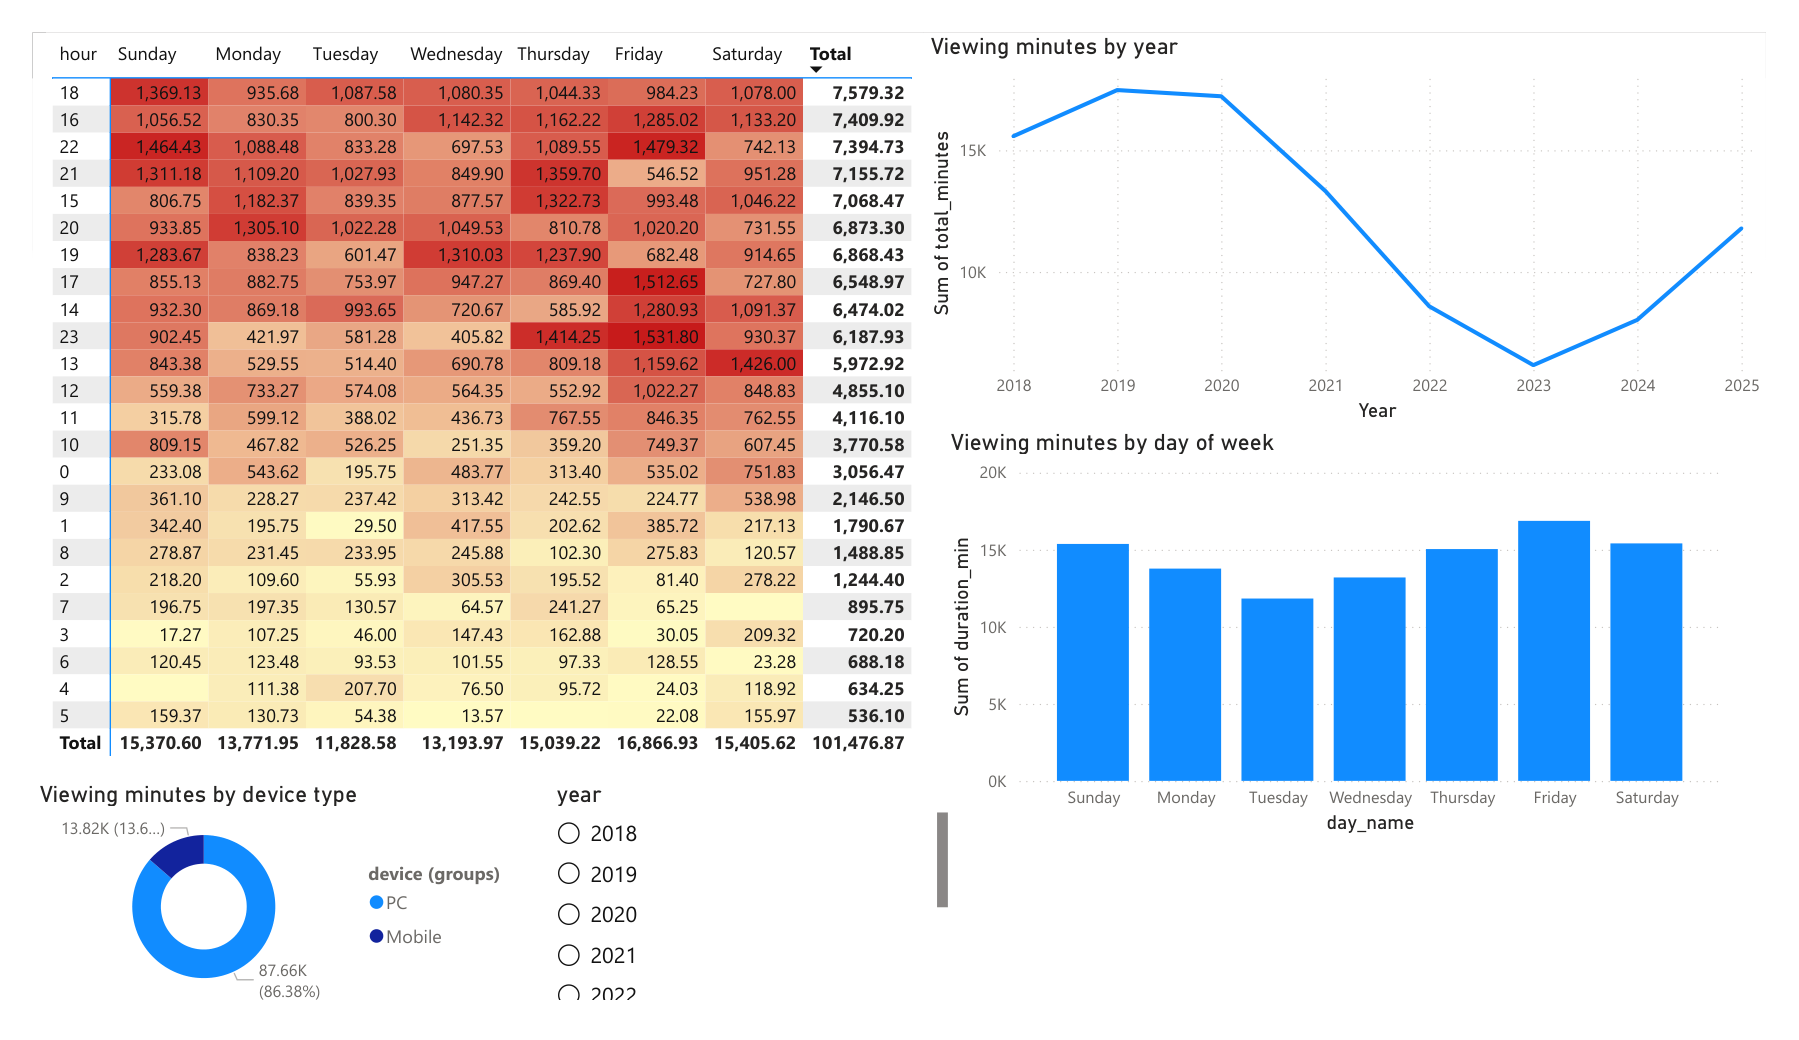 hour Sunday Monday Tuesday Wednesday Thursday Friday Saturday Total
18 1,369.13 935.68 1,087.58 1,080.35 1,044.33 984.23 1,078.00 7,579.32
16 1,056.52 830.35 800.30 1,142.32 1,162.22 1,285.02 1,133.20 7,409.92
22 1,464.43 1,088.48 833.28 697.53 1,089.55 1,479.32 742.13 7,394.73
21 1,311.18 1,109.20 1,027.93 849.90 1,359.70 546.52 951.28 7,155.72
15 806.75 1,182.37 839.35 877.57 1,322.73 993.48 1,046.22 7,068.47
20 933.85 1,305.10 1,022.28 1,049.53 810.78 1,020.20 731.55 6,873.30
19 1,283.67 838.23 601.47 1,310.03 1,237.90 682.48 914.65 6,868.43
17 855.13 882.75 753.97 947.27 869.40 1,512.65 727.80 6,548.97
14 932.30 869.18 993.65 720.67 585.92 1,280.93 1,091.37 6,474.02
23 902.45 421.97 581.28 405.82 1,414.25 1,531.80 930.37 6,187.93
13 843.38 529.55 514.40 690.78 809.18 1,159.62 1,426.00 5,972.92
12 559.38 733.27 574.08 564.35 552.92 1,022.27 848.83 4,855.10
11 315.78 599.12 388.02 436.73 767.55 846.35 762.55 4,116.10
10 809.15 467.82 526.25 251.35 359.20 749.37 607.45 3,770.58
0 233.08 543.62 195.75 483.77 313.40 535.02 751.83 3,056.47
9 361.10 228.27 237.42 313.42 242.55 224.77 538.98 2,146.50
1 342.40 195.75 29.50 417.55 202.62 385.72 217.13 1,790.67
8 278.87 231.45 233.95 245.88 102.30 275.83 120.57 1,488.85
2 218.20 109.60 55.93 305.53 195.52 81.40 278.22 1,244.40
7 196.75 197.35 130.57 64.57 241.27 65.25 895.75
3 17.27 107.25 46.00 147.43 162.88 30.05 209.32 720.20
6 120.45 123.48 93.53 101.55 97.33 128.55 23.28 688.18
4 111.38 207.70 76.50 95.72 24.03 118.92 634.25
5 159.37 130.73 54.38 13.57 22.08 155.97 536.10
Total 15,370.60 13,771.95 11,828.58 13,193.97 15,039.22 16,866.93 15,405.62 101,476.87
Viewing minutes by year
Sum of total_minutes
15K
10K
2018 2019 2020 2021 2022 2023 2024 2025
Year
Viewing minutes by day of week
Sum of duration_min
20K
15K
10K
5K
0K
Sunday Monday Tuesday Wednesday Thursday Friday Saturday
day_name
Viewing minutes by device type
13.82K (13.6...)
87.66K
(86.38%)
device (groups)
PC
Mobile
year
2018
2019
2020
2021
2022